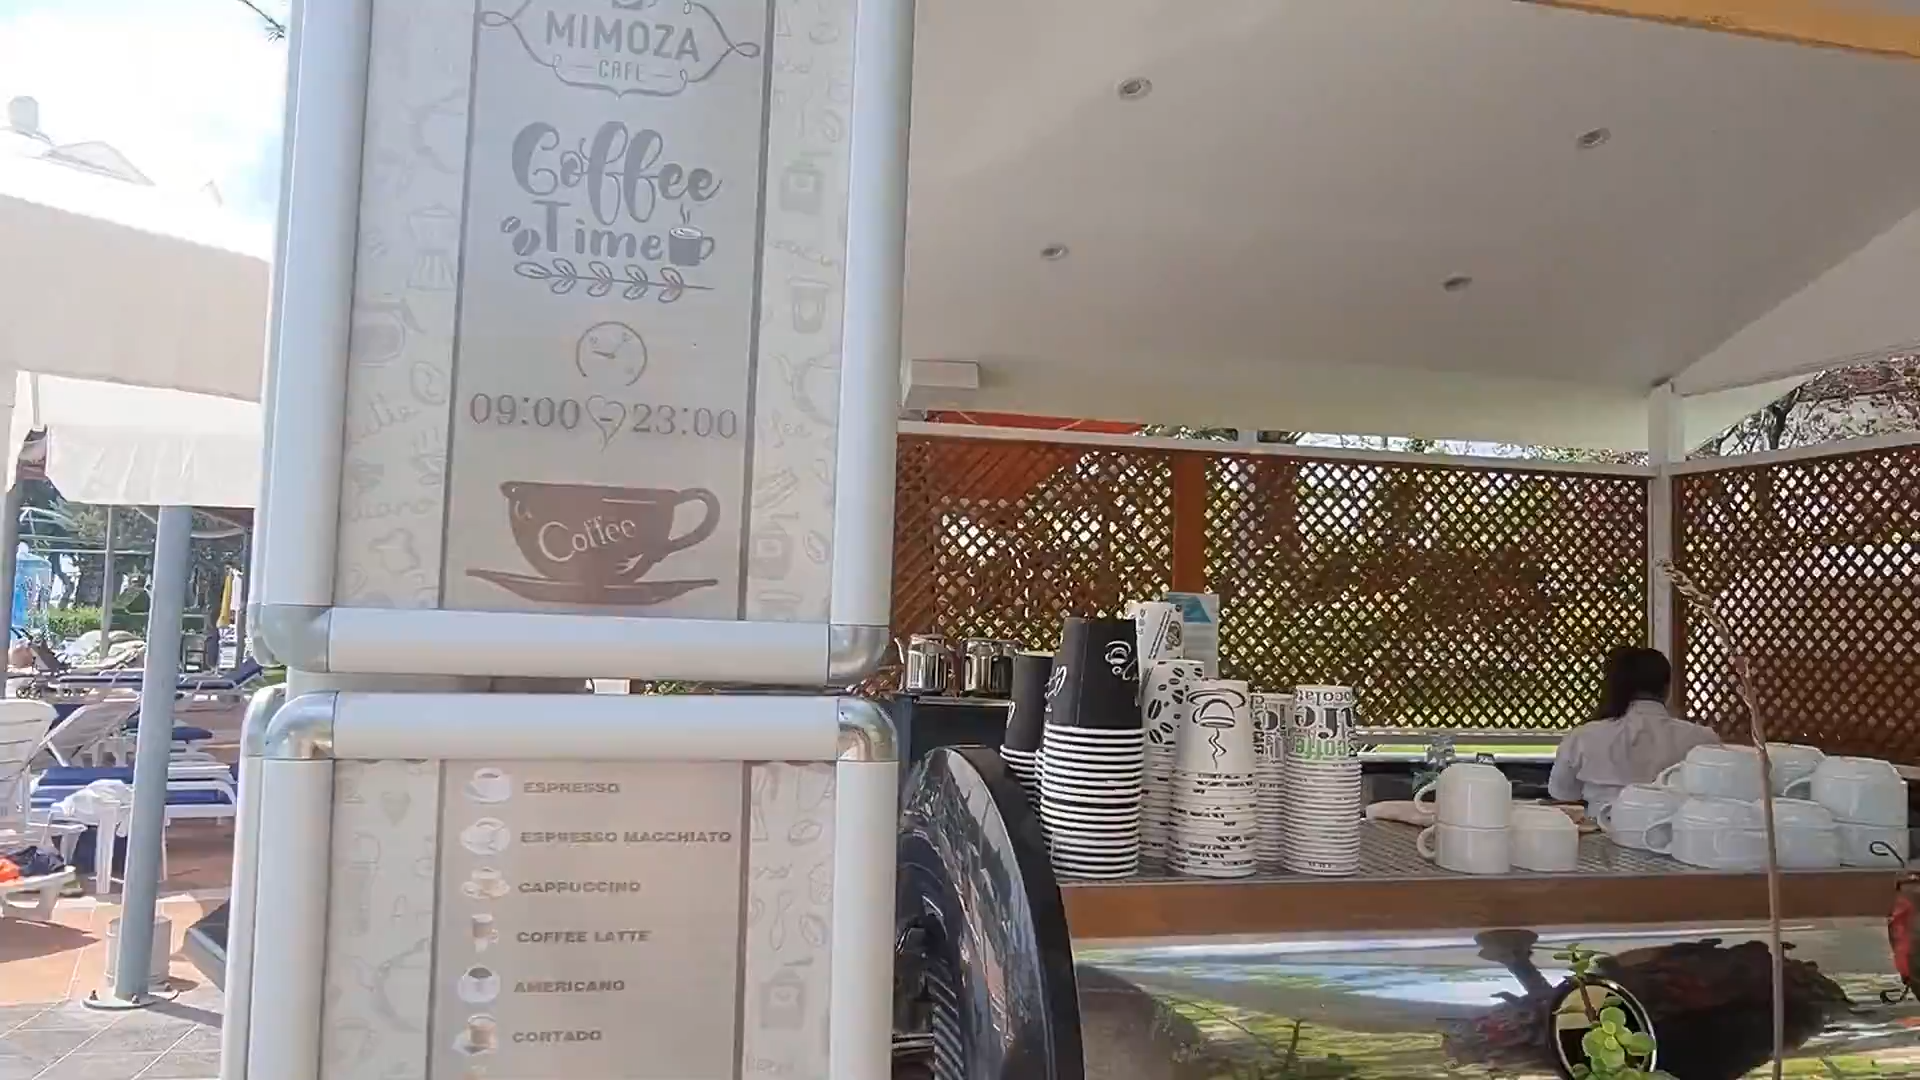 MIMOZA
CAFE
Coffee
Time
09:00 - 23:00
Coffee
ESPRESSO
ESPRESSO MACCHIATO
CAPPUCCINO
COFFEE LATTE
AMERICANO
CORTADO